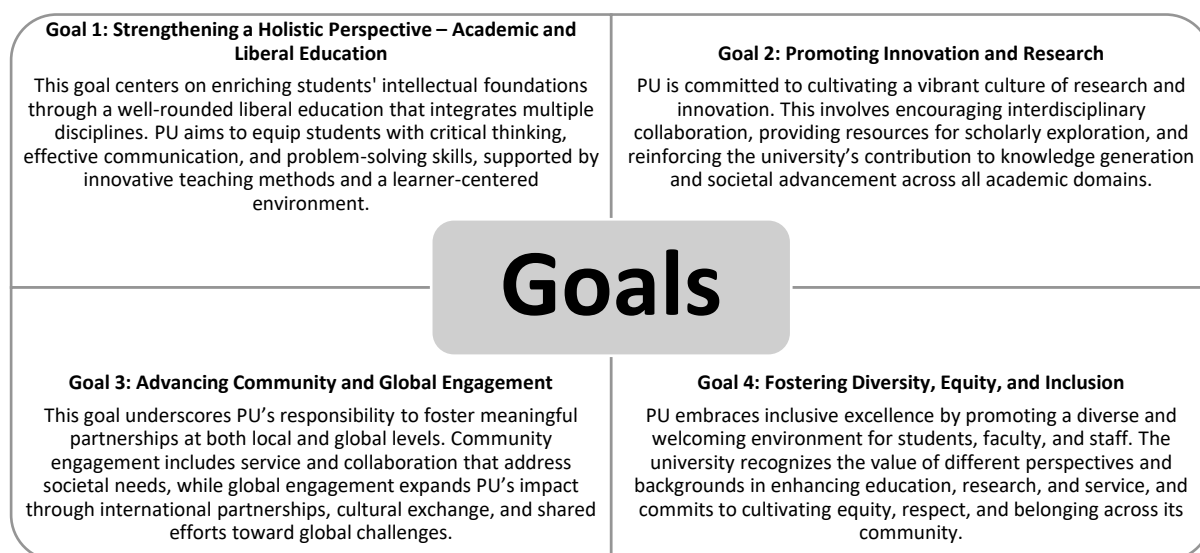 Goal 1: Strengthening a Holistic Perspective – Academic and
Liberal Education
This goal centers on enriching students' intellectual foundations
through a well-rounded liberal education that integrates multiple
disciplines. PU aims to equip students with critical thinking,
effective communication, and problem-solving skills, supported by
innovative teaching methods and a learner-centered
environment.
Goal 2: Promoting Innovation and Research
PU is committed to cultivating a vibrant culture of research and
innovation. This involves encouraging interdisciplinary
collaboration, providing resources for scholarly exploration, and
reinforcing the university’s contribution to knowledge generation
and societal advancement across all academic domains.
Goals
Goal 3: Advancing Community and Global Engagement
This goal underscores PU’s responsibility to foster meaningful
partnerships at both local and global levels. Community
engagement includes service and collaboration that address
societal needs, while global engagement expands PU’s impact
through international partnerships, cultural exchange, and shared
efforts toward global challenges.
Goal 4: Fostering Diversity, Equity, and Inclusion
PU embraces inclusive excellence by promoting a diverse and
welcoming environment for students, faculty, and staff. The
university recognizes the value of different perspectives and
backgrounds in enhancing education, research, and service, and
commits to cultivating equity, respect, and belonging across its
community.